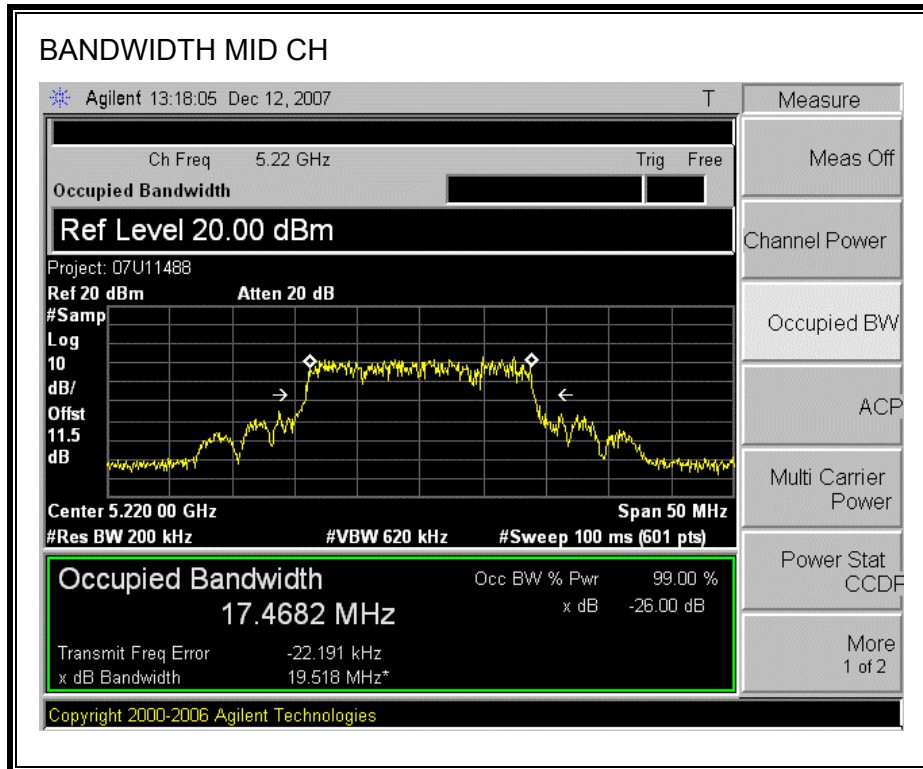 BANDWIDTH MID CH
Agilent 13:18:05 Dec 12, 2007 T
Measure
Ch Freq 5.22 GHz Trig Free
Occupied Bandwidth
Meas Off
Ref Level 20.00 dBm
Channel Power
Project: 07U11488
Ref 20 dBm Atten 20 dB
#Samp
Log
10
dB/
Offst
11.5
dB
Occupied BW
ACP
Multi Carrier
Power
Center 5.220 00 GHz Span 50 MHz
#Res BW 200 kHz #VBW 620 kHz #Sweep 100 ms (601 pts)
Occupied Bandwidth
17.4682 MHz
Occ BW % Pwr 99.00 %
x dB -26.00 dB
Transmit Freq Error -22.191 kHz
x dB Bandwidth 19.518 MHz*
Power Stat
CCDF
More
1 of 2
Copyright 2000-2006 Agilent Technologies